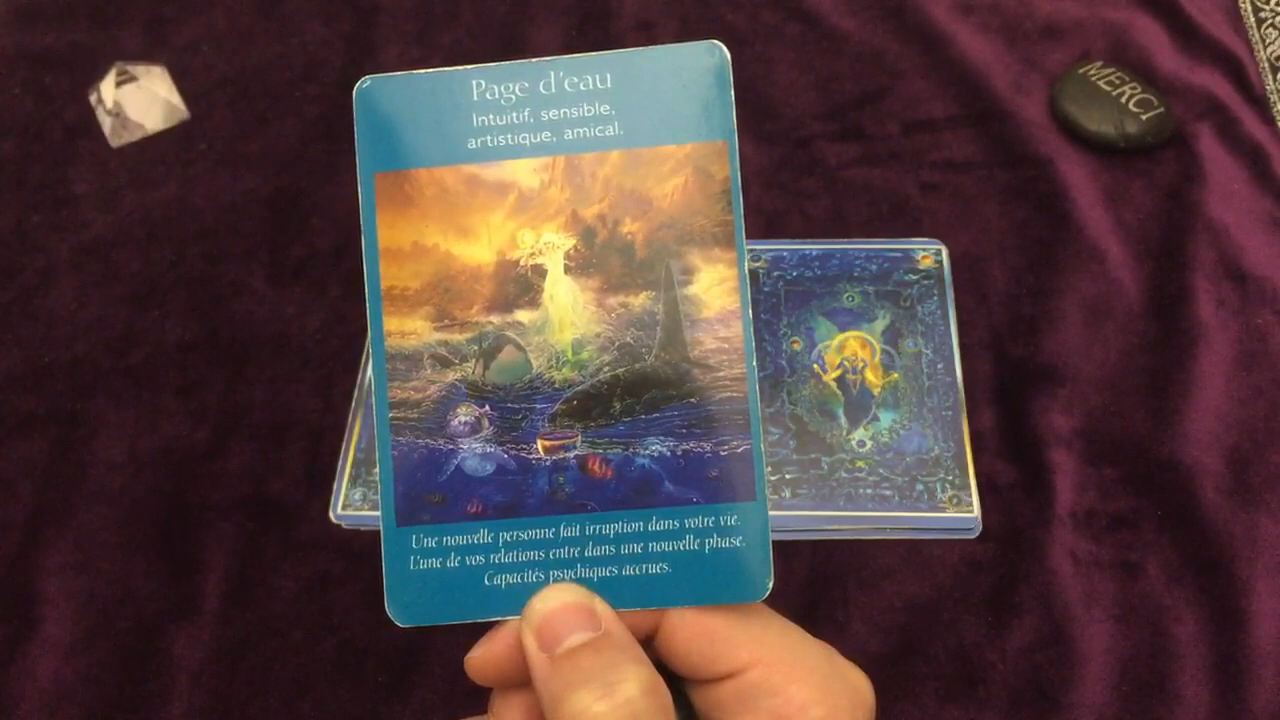 Page d'eau
Intuitif, sensible,
artistique, amical.
MERCI
Une nouvelle personne fait irruption dans votre vie.
L'une de vos relations entre dans une nouvelle phase.
Capacités psychiques accrues.